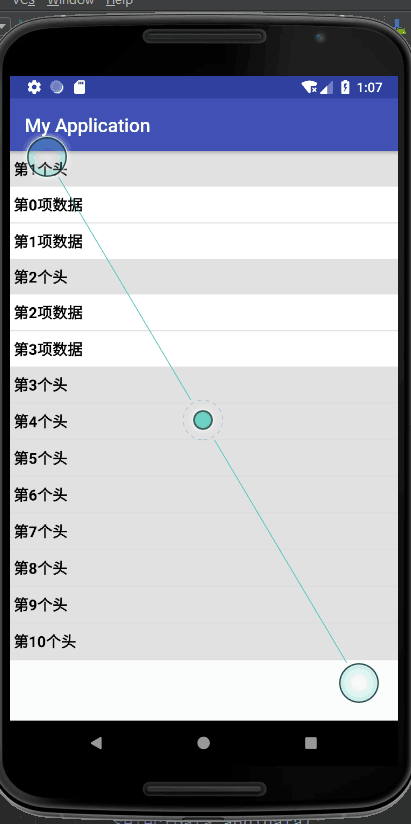 VCS Window Help
1:07
My Application
第1个头
第0项数据
第1项数据
第2个头
第2项数据
第3项数据
第3个头
第4个头
第5个头
第6个头
第7个头
第8个头
第9个头
第10个头